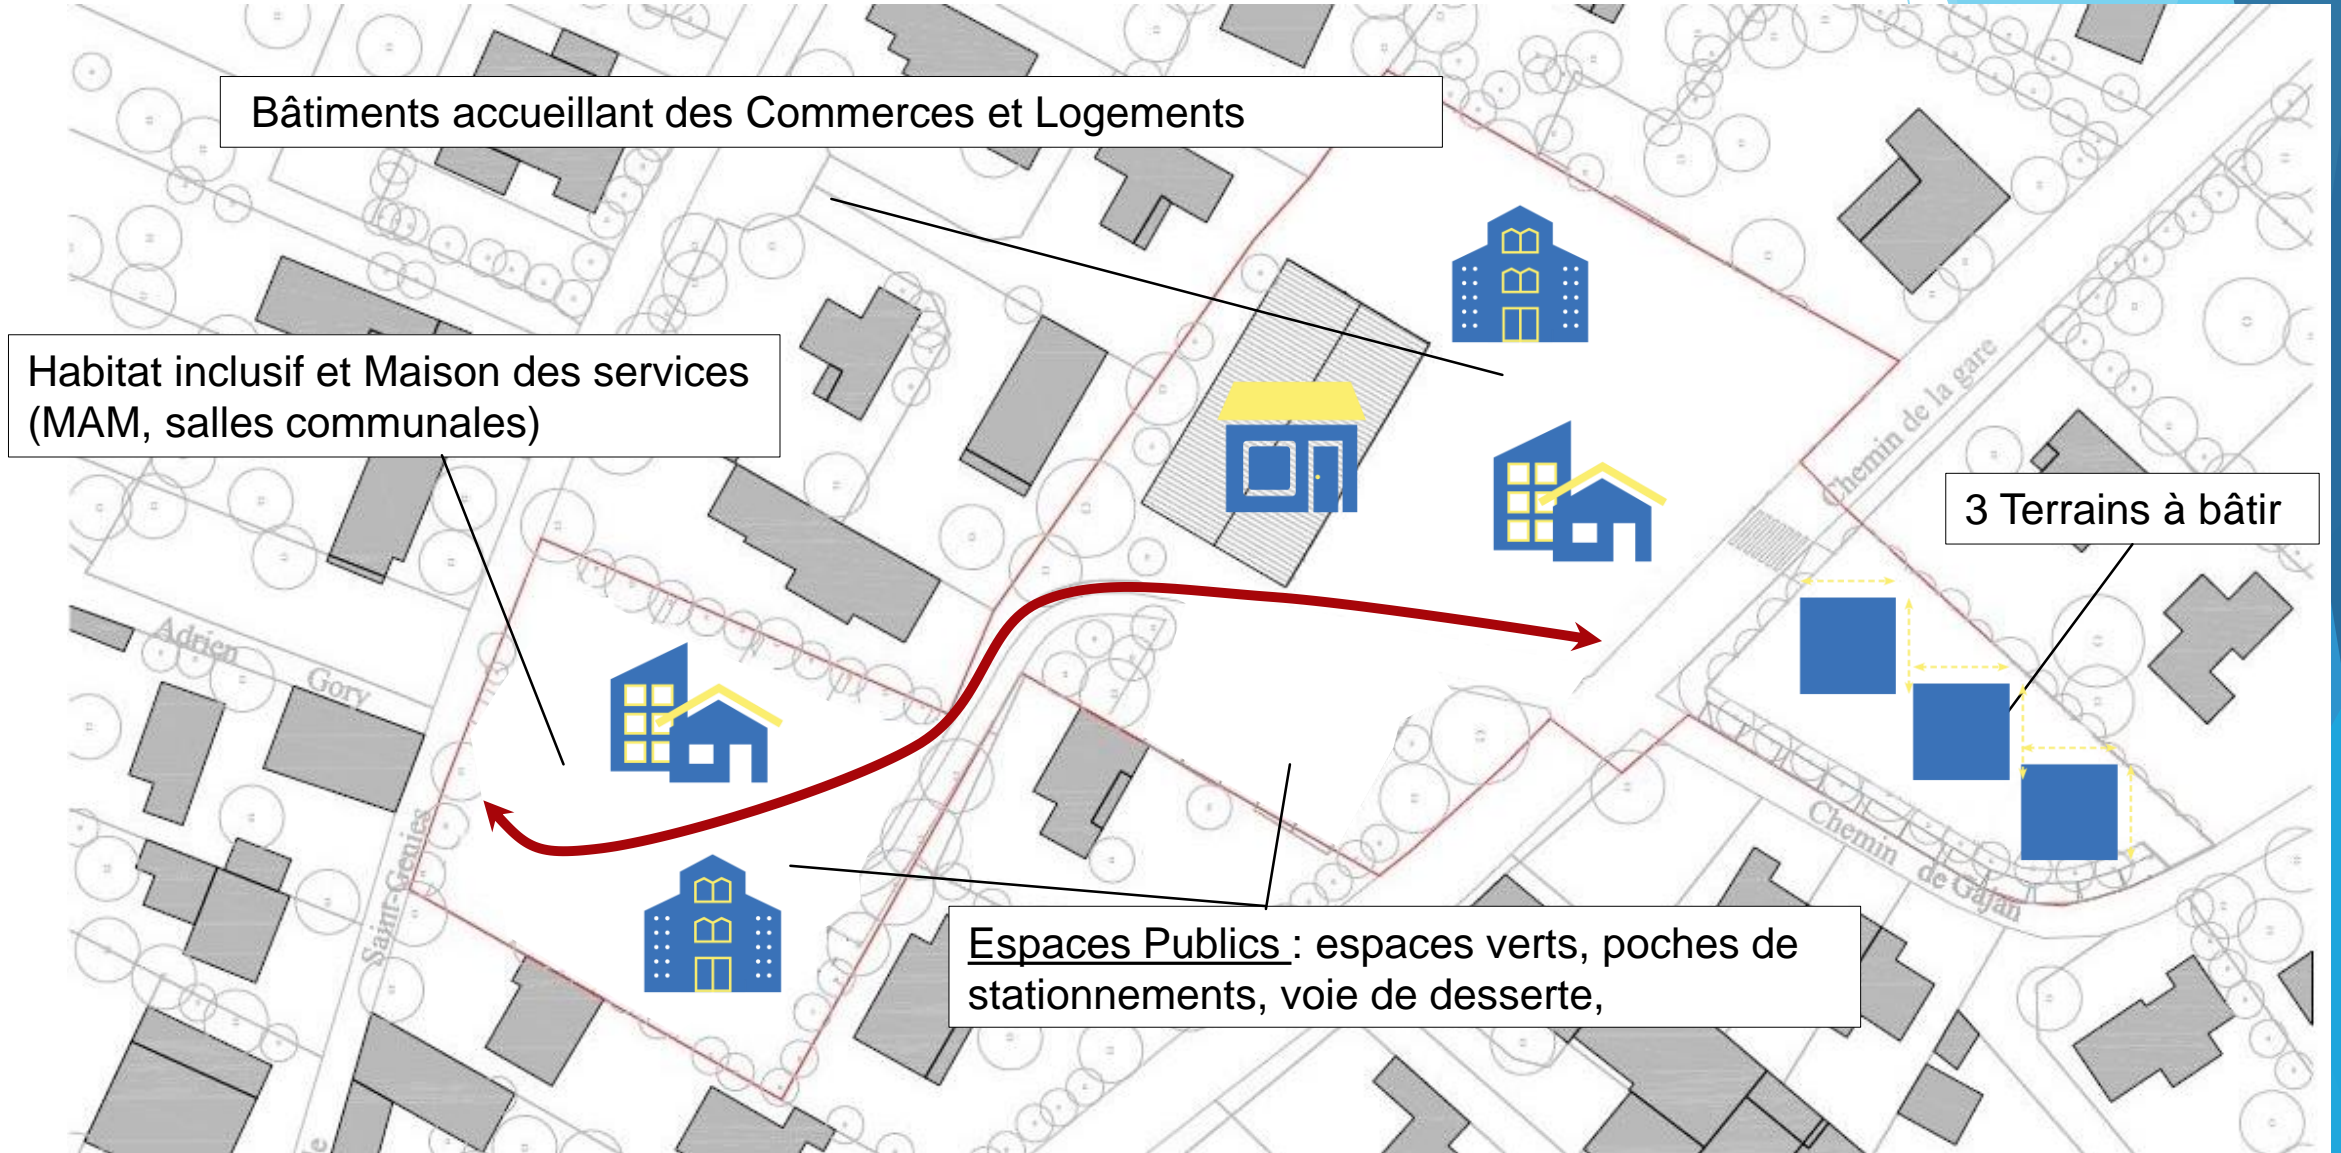 Bâtiments accueillant des Commerces et Logements
Habitat inclusif et Maison des services
(MAM, salles communales)
Chemin de la gare
3 Terrains à bâtir
Adrien Gory
Saint-Geniès
Chemin de Gajan
Espaces Publics : espaces verts, poches de
stationnements, voie de desserte,